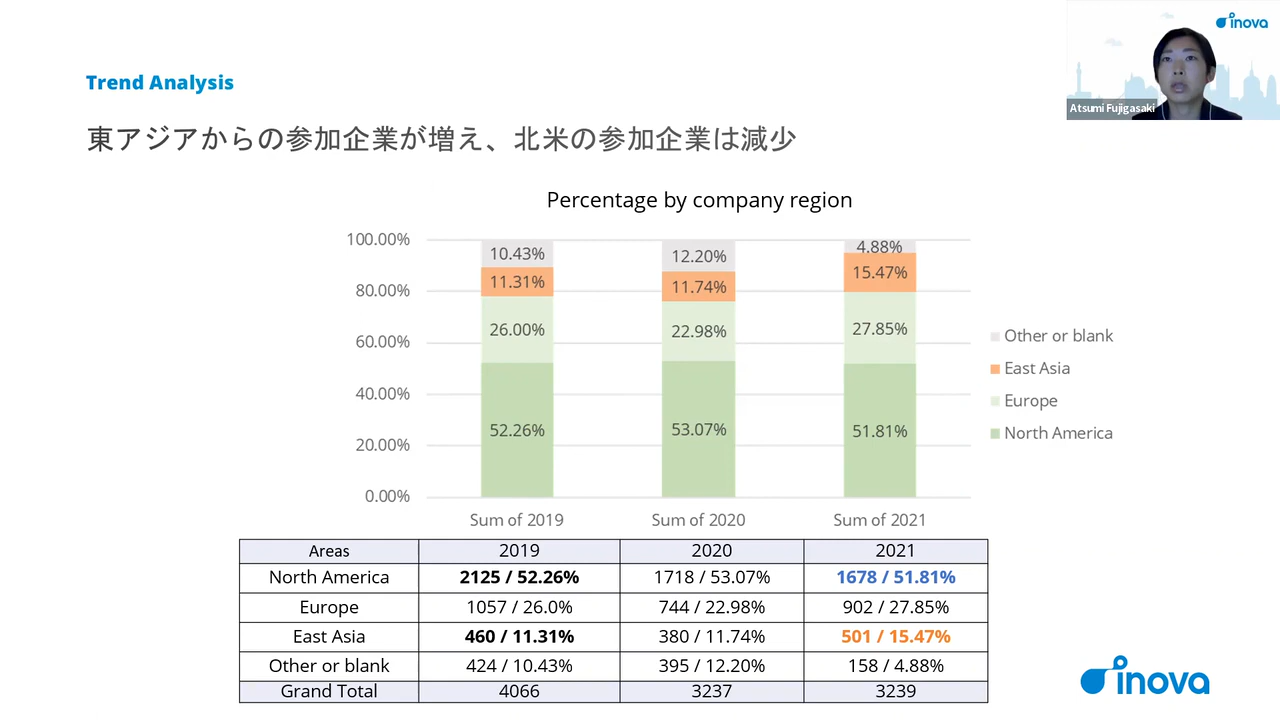 inova
Atsumi Fujigasaki
Trend Analysis
東アジアからの参加企業が増え、北米の参加企業は減少
Percentage by company region
100.00%
80.00%
60.00%
40.00%
20.00%
0.00%
10.43%
11.31%
26.00%
52.26%
12.20%
11.74%
22.98%
53.07%
4.88%
15.47%
27.85%
51.81%
Sum of 2019
Sum of 2020
Sum of 2021
Other or blank
East Asia
Europe
North America
Areas 2019 2020 2021
North America 2125 / 52.26% 1718 / 53.07% 1678 / 51.81%
Europe 1057 / 26.0% 744 / 22.98% 902 / 27.85%
East Asia 460 / 11.31% 380 / 11.74% 501 / 15.47%
Other or blank 424 / 10.43% 395 / 12.20% 158 / 4.88%
Grand Total 4066 3237 3239
inova